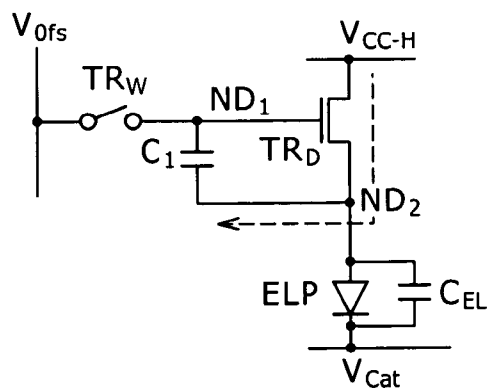 V0fs
TRW
ND1
VCC-H
C1
TRD
ND2
ELP
CEL
VCat